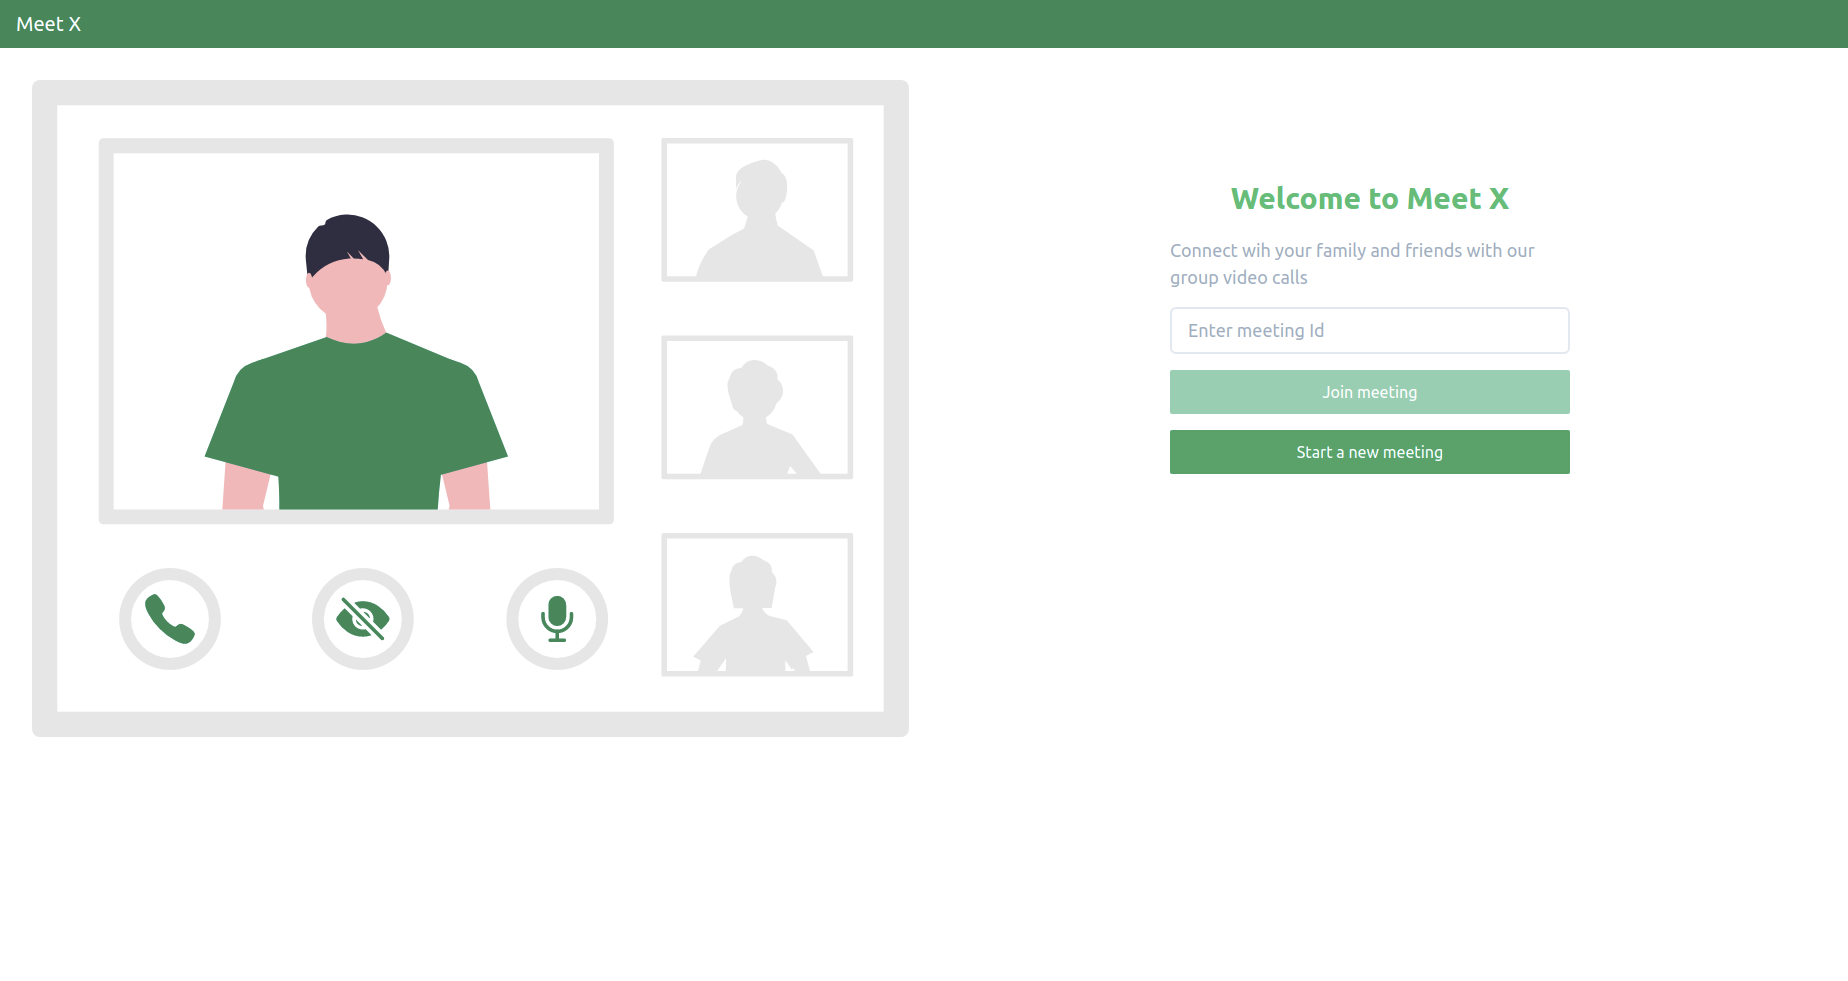 Meet X
Welcome to Meet X
Connect wih your family and friends with our
group video calls
Enter meeting Id
Join meeting
Start a new meeting